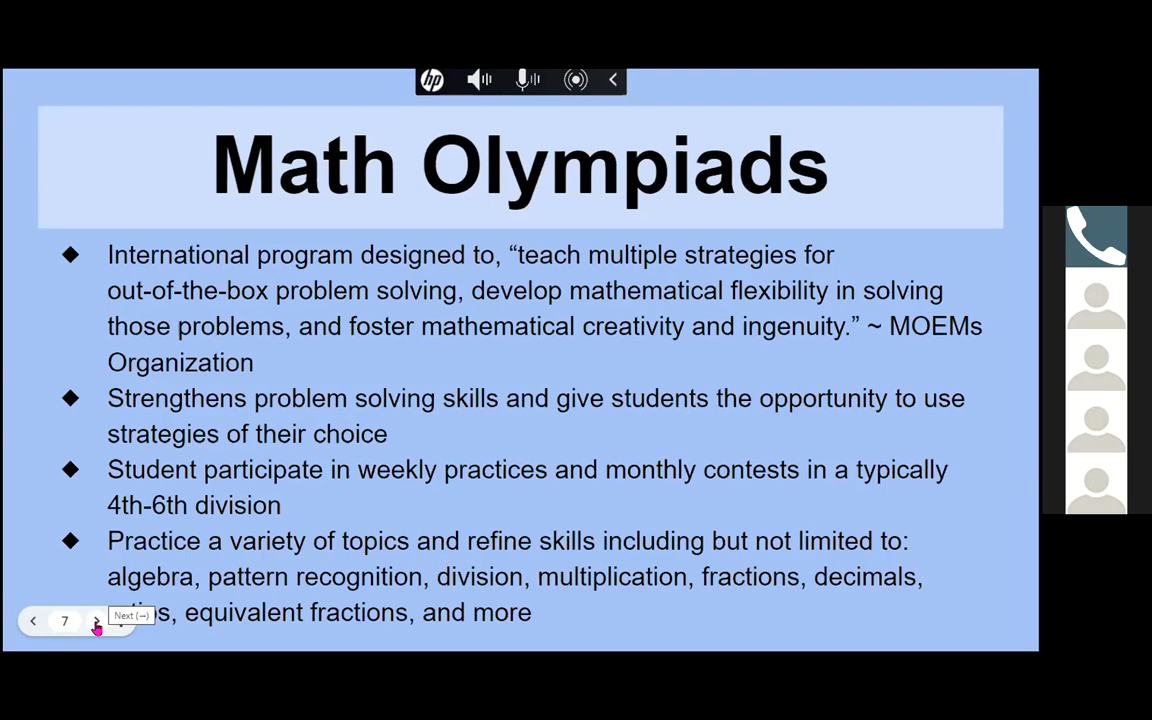 hp
Math Olympiads
◆ International program designed to, “teach multiple strategies for
out-of-the-box problem solving, develop mathematical flexibility in solving
those problems, and foster mathematical creativity and ingenuity.” ~ MOEMs
Organization
◆ Strengthens problem solving skills and give students the opportunity to use
strategies of their choice
◆ Student participate in weekly practices and monthly contests in a typically
4th-6th division
◆ Practice a variety of topics and refine skills including but not limited to:
algebra, pattern recognition, division, multiplication, fractions, decimals,
equivalent fractions, and more
7
Next (→)